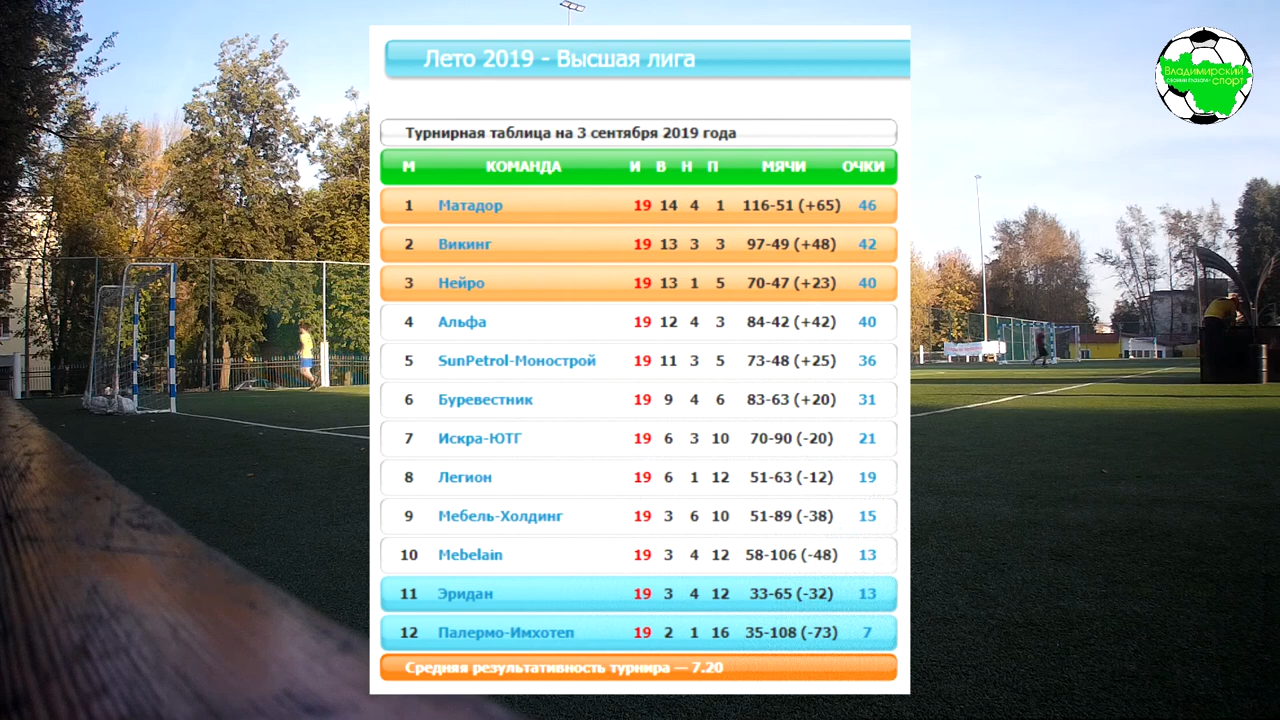 Лето 2019 - Высшая лига
Владимирский
своими глазами-спорт
Турнирная таблица на 3 сентября 2019 года
М КОМАНДА И В Н П МЯЧИ ОЧКИ
1 Матадор 19 14 4 1 116-51 (+65) 46
2 Викинг 19 13 3 3 97-49 (+48) 42
3 Нейро 19 13 1 5 70-47 (+23) 40
4 Альфа 19 12 4 3 84-42 (+42) 40
5 SunPetrol-Монострой 19 11 3 5 73-48 (+25) 36
6 Буревестник 19 9 4 6 83-63 (+20) 31
7 Искра-ЮТГ 19 6 3 10 70-90 (-20) 21
8 Легион 19 6 1 12 51-63 (-12) 19
9 Мебель-Холдинг 19 3 6 10 51-89 (-38) 15
10 Mebelain 19 3 4 12 58-106 (-48) 13
11 Эридан 19 3 4 12 33-65 (-32) 13
12 Палермо-Имхотеп 19 2 1 16 35-108 (-73) 7
Средняя результативность турнира — 7.20